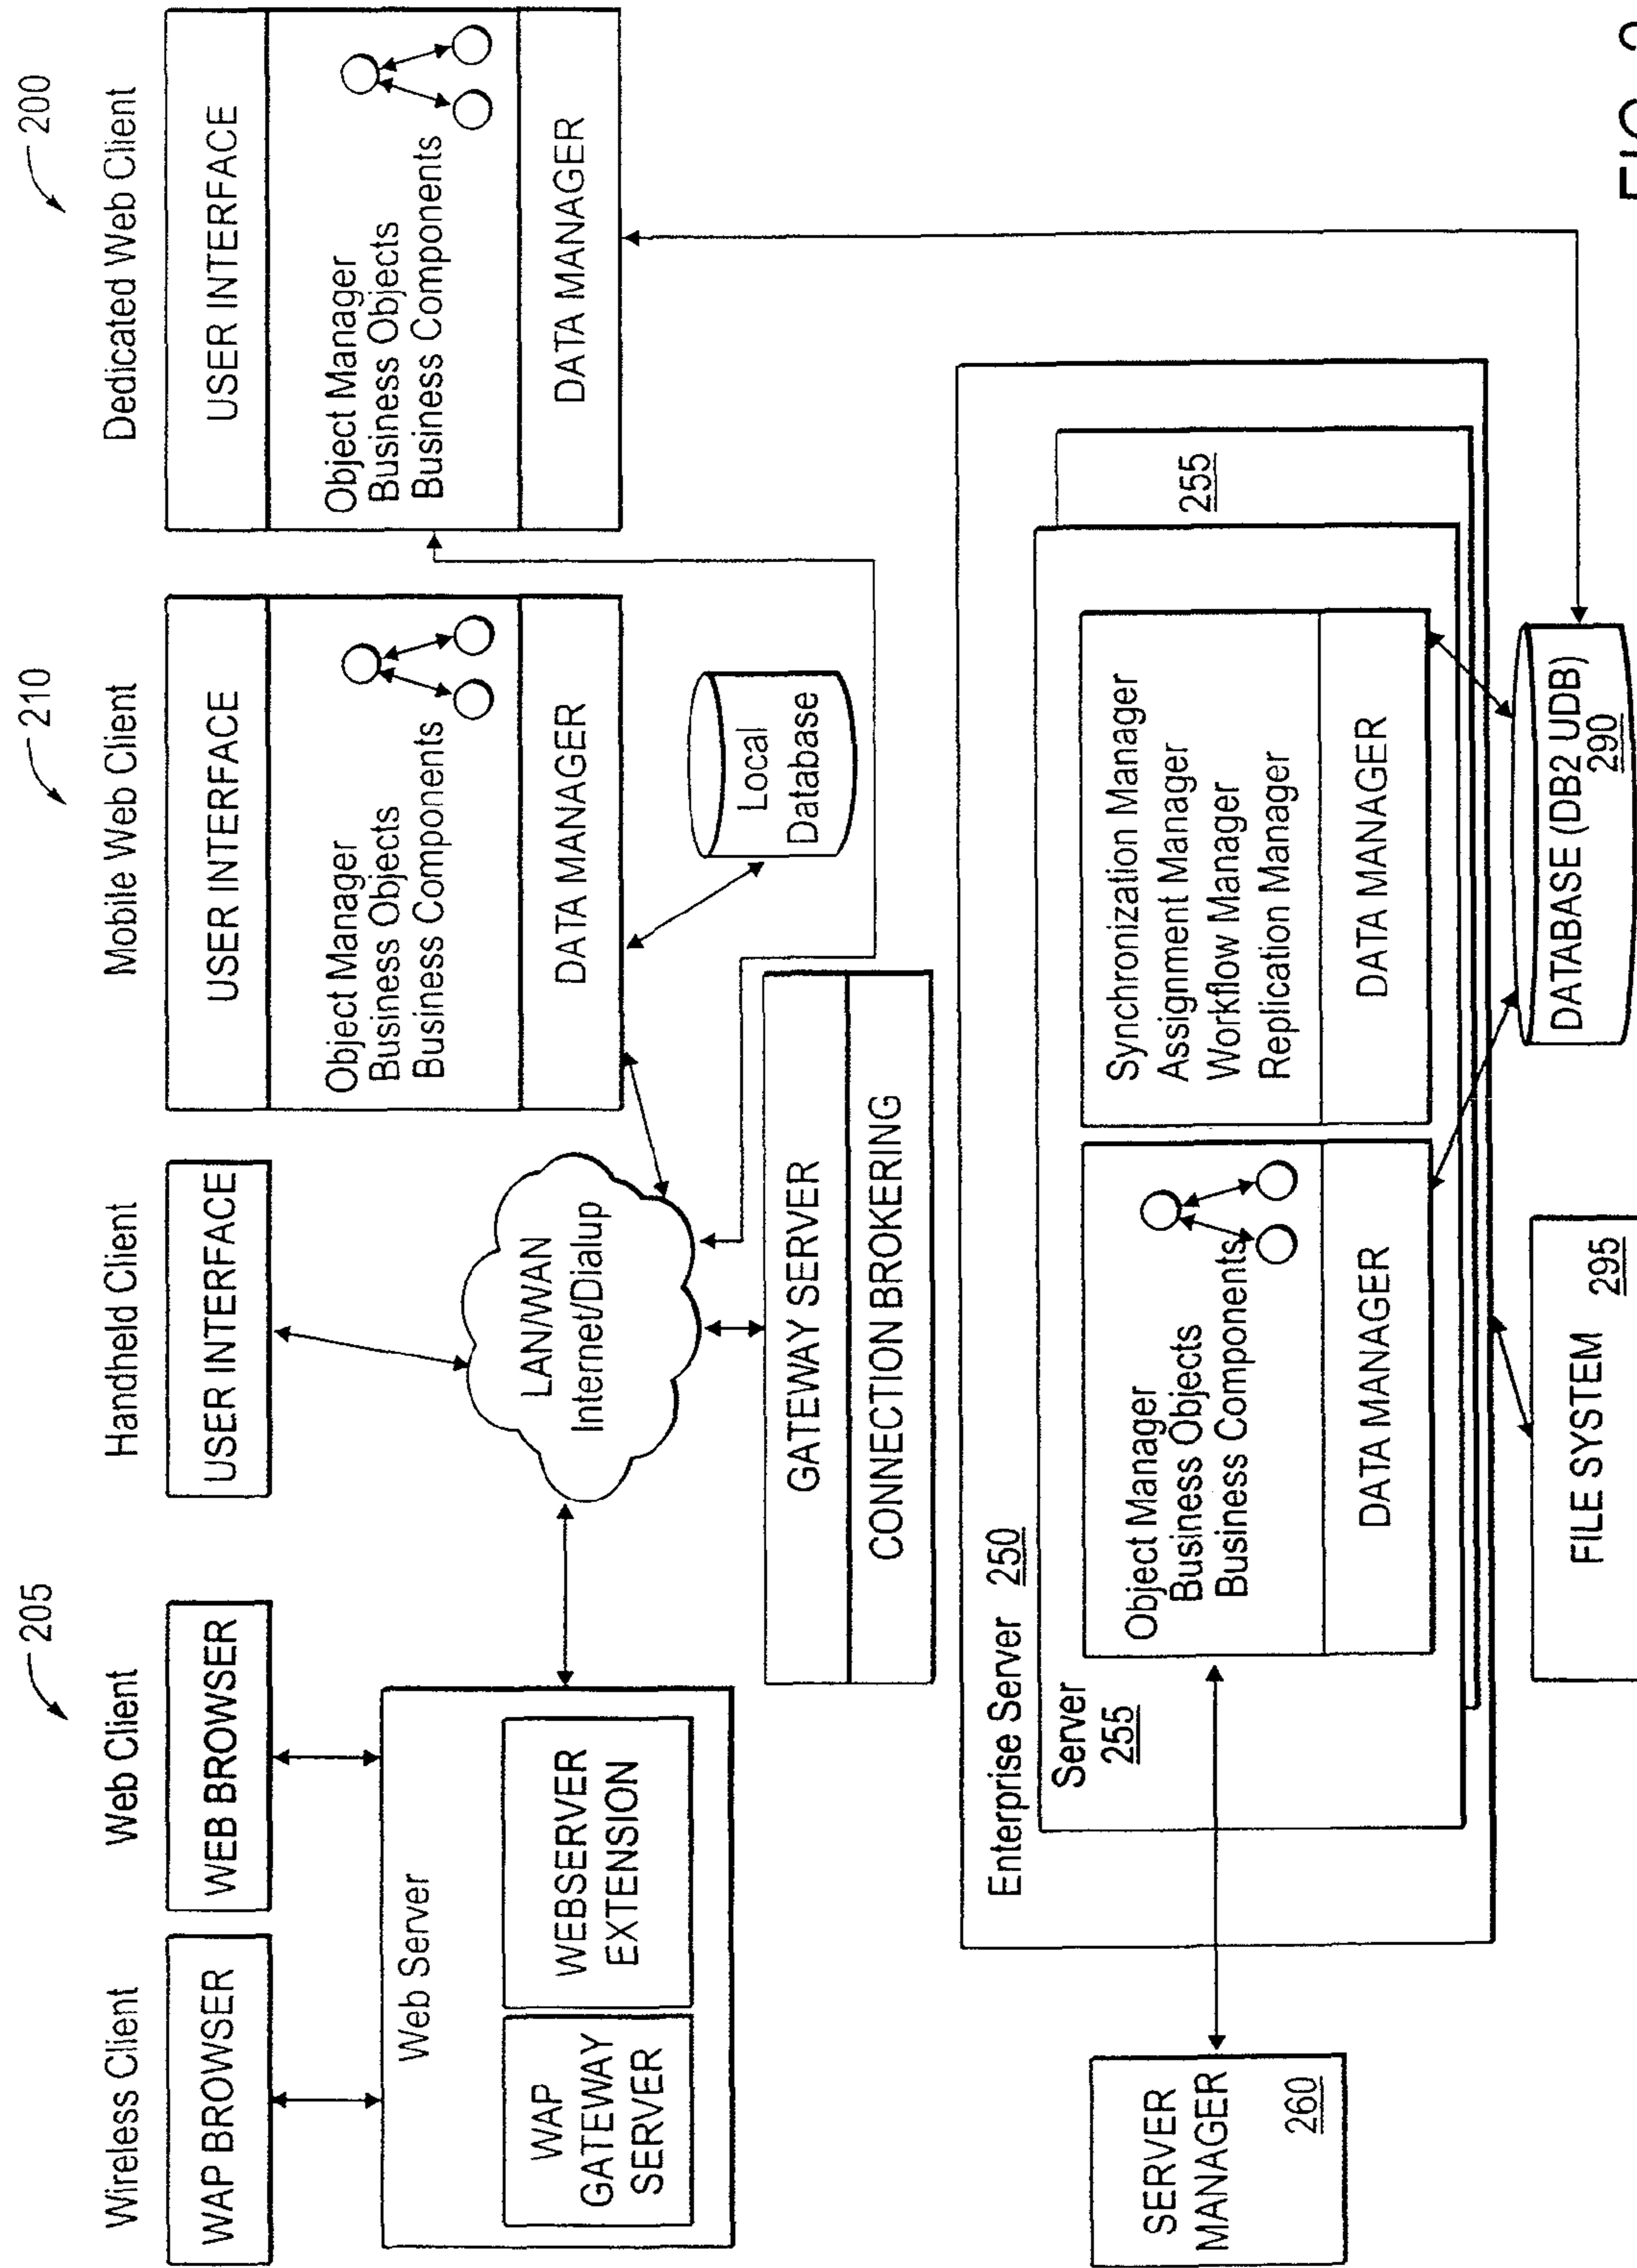 200
210
205
Dedicated Web Client
Mobile Web Client
Handheld Client
Web Client
Wireless Client
USER INTERFACE
Object Manager
Business Objects
Business Components
DATA MANAGER
USER INTERFACE
Object Manager
Business Objects
Business Components
DATA MANAGER
Local
Database
USER INTERFACE
LAN/WAN
Internet/Dialup
WEB BROWSER
WAP BROWSER
Web Server
WEBSERVER
EXTENSION
WAP
GATEWAY
SERVER
GATEWAY SERVER
CONNECTION BROKERING
Enterprise Server 250
Server
255
255
Object Manager
Business Objects
Business Components
DATA MANAGER
Synchronization Manager
Assignment Manager
Workflow Manager
Replication Manager
DATA MANAGER
SERVER
MANAGER
260
FILE SYSTEM 295
DATABASE (DB2 UDB)
290